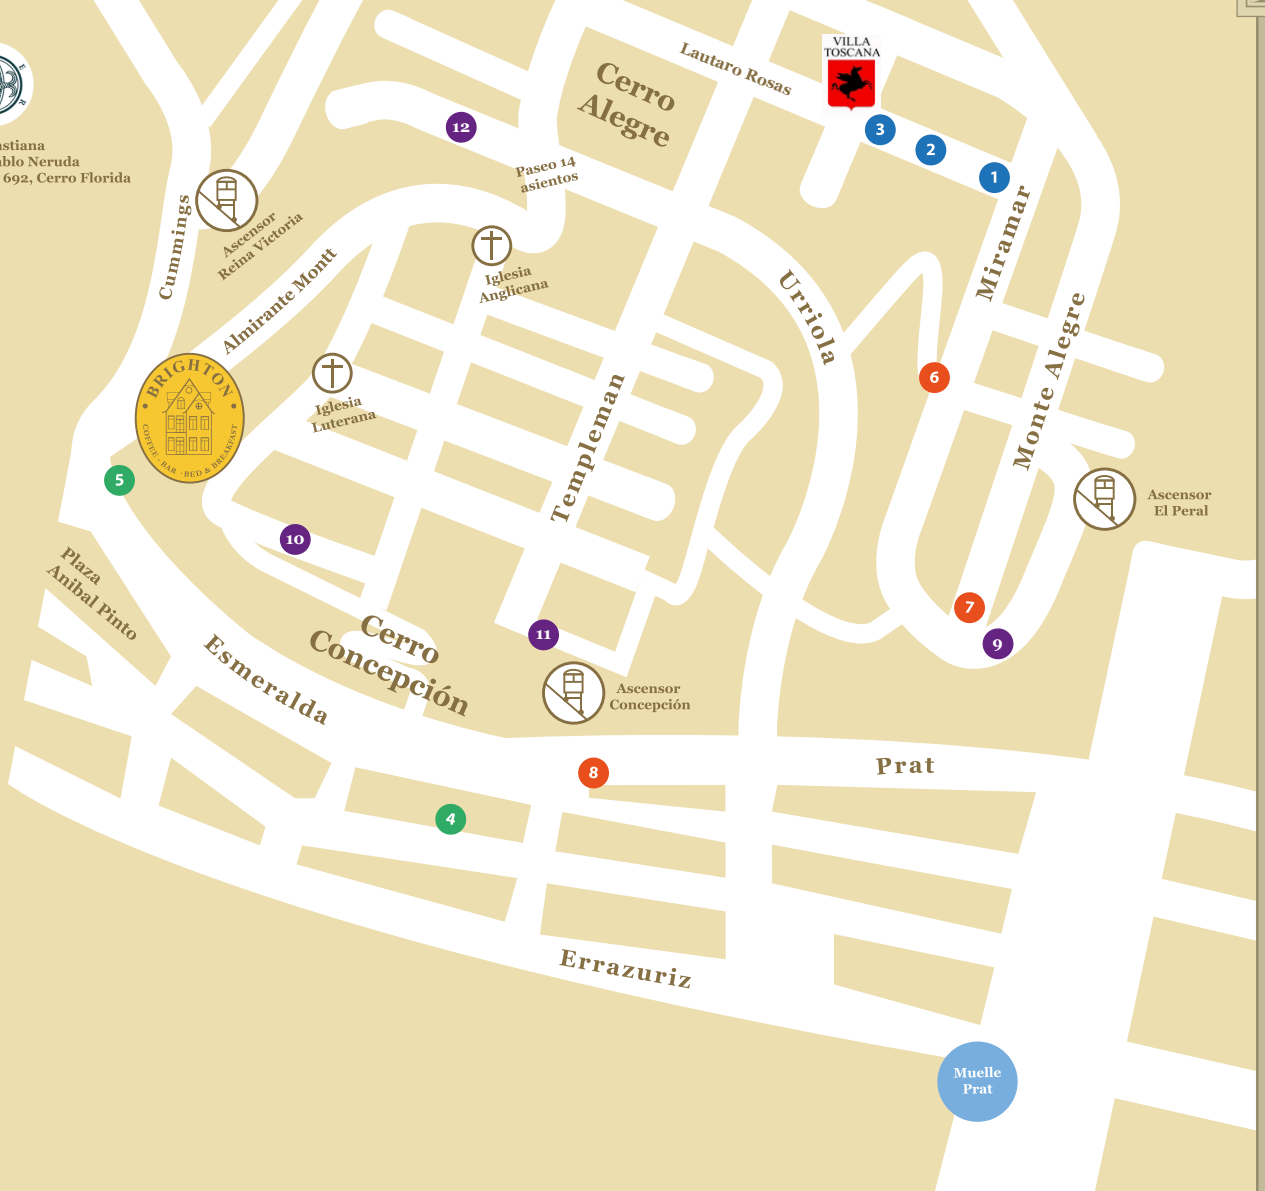 VILLA
TOSCANA
Lautaro Rosas
Cerro
Alegre
E
R
12
3
2
1
astiana
ablo Neruda
692, Cerro Florida
Paseo 14
asientos
Cummings
Ascensor
Reina Victoria
Iglesia
Anglicana
Almirante Montt
Urriola
Miramar
Monte Alegre
BRIGHTON
COFFEE - BAR - BED & BREAKFAST
Iglesia
Luterana
6
Templeman
5
Ascensor
El Peral
10
Plaza
Anibal Pinto
7
11
9
Cerro
Concepción
Esmeralda
Ascensor
Concepción
8
Prat
4
Errazuriz
Muelle
Prat